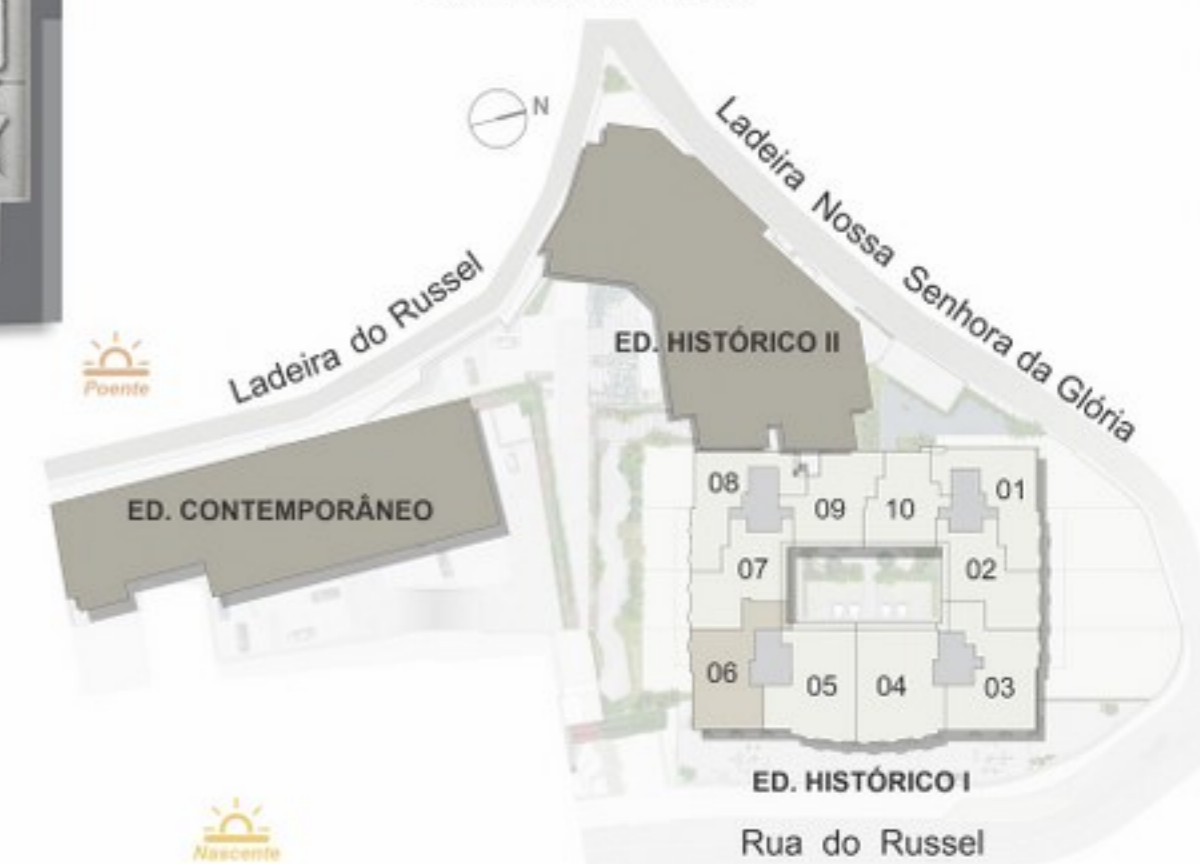 N
Ladeira Nossa Senhora da Glória
Ladeira do Russel
Poente
ED. HISTÓRICO II
ED. CONTEMPORÂNEO
08
09
10
01
07
02
06
05
04
03
ED. HISTÓRICO I
Rua do Russel
Nascente